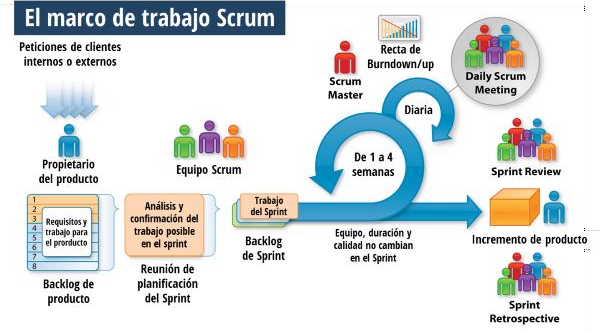 El marco de trabajo Scrum
Peticiones de clientes
internos o externos
Propietario
del producto
1
2
3
4
5
6
7
8
Requisitos y
trabajo para
el prorducto
Backlog de
producto
Equipo Scrum
Análisis y
confirmación del
trabajo posible
en el sprint
Reunión de
planificación
del Sprint
Trabajo
del Sprint
Backlog
de Sprint
Scrum
Master
Recta de
Burndown/up
Diaria
Daily Scrum
Meeting
De 1 a 4
semanas
Equipo, duración y
calidad no cambian
en el Sprint
Sprint Review
Incremento de producto
Sprint
Retrospective